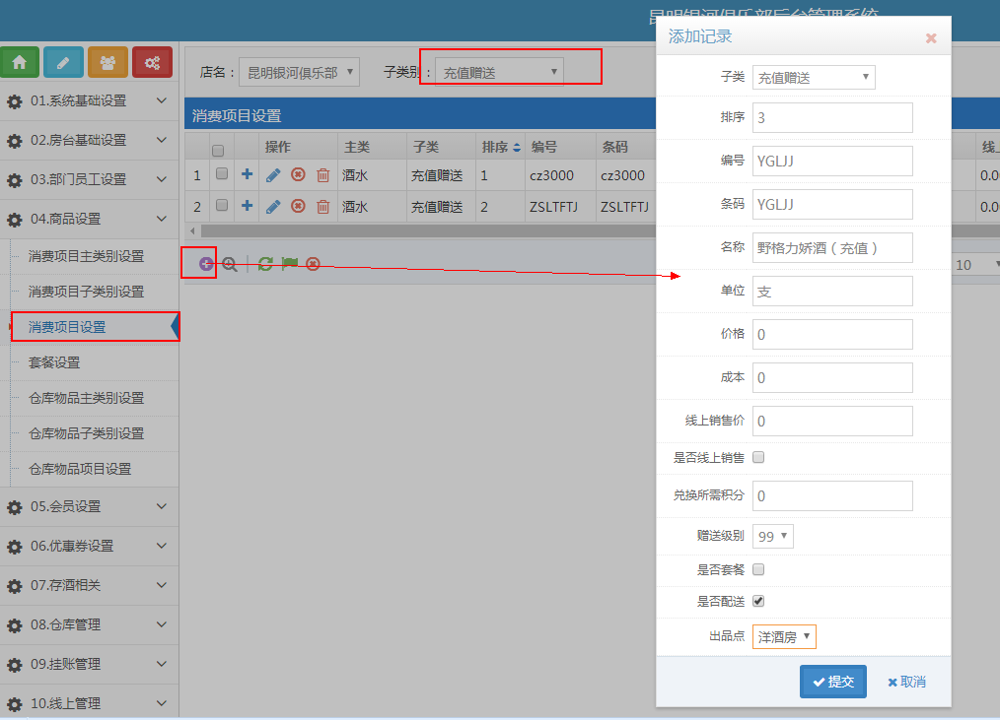 昆明银河俱乐部后台管理系统
店名：
昆明银河俱乐部
子类别：
充值赠送
消费项目设置
操作 主类 子类 排序 编号 条码 线上
1 酒水 充值赠送 1 cz3000 cz3000 0.00
2 酒水 充值赠送 2 ZSLTFTJ ZSLTFTJ 0.00
10
01.系统基础设置
02.房台基础设置
03.部门员工设置
04.商品设置
消费项目主类别设置
消费项目子类别设置
消费项目设置
套餐设置
仓库物品主类别设置
仓库物品子类别设置
仓库物品项目设置
05.会员设置
06.优惠券设置
07.存酒相关
08.仓库管理
09.挂账管理
10.线上管理
添加记录
子类 充值赠送
排序 3
编号 YGLJJ
条码 YGLJJ
名称 野格力娇酒（充值）
单位 支
价格 0
成本 0
线上销售价 0
是否线上销售
兑换所需积分 0
赠送级别 99
是否套餐
是否配送
出品点 洋酒房
提交 取消